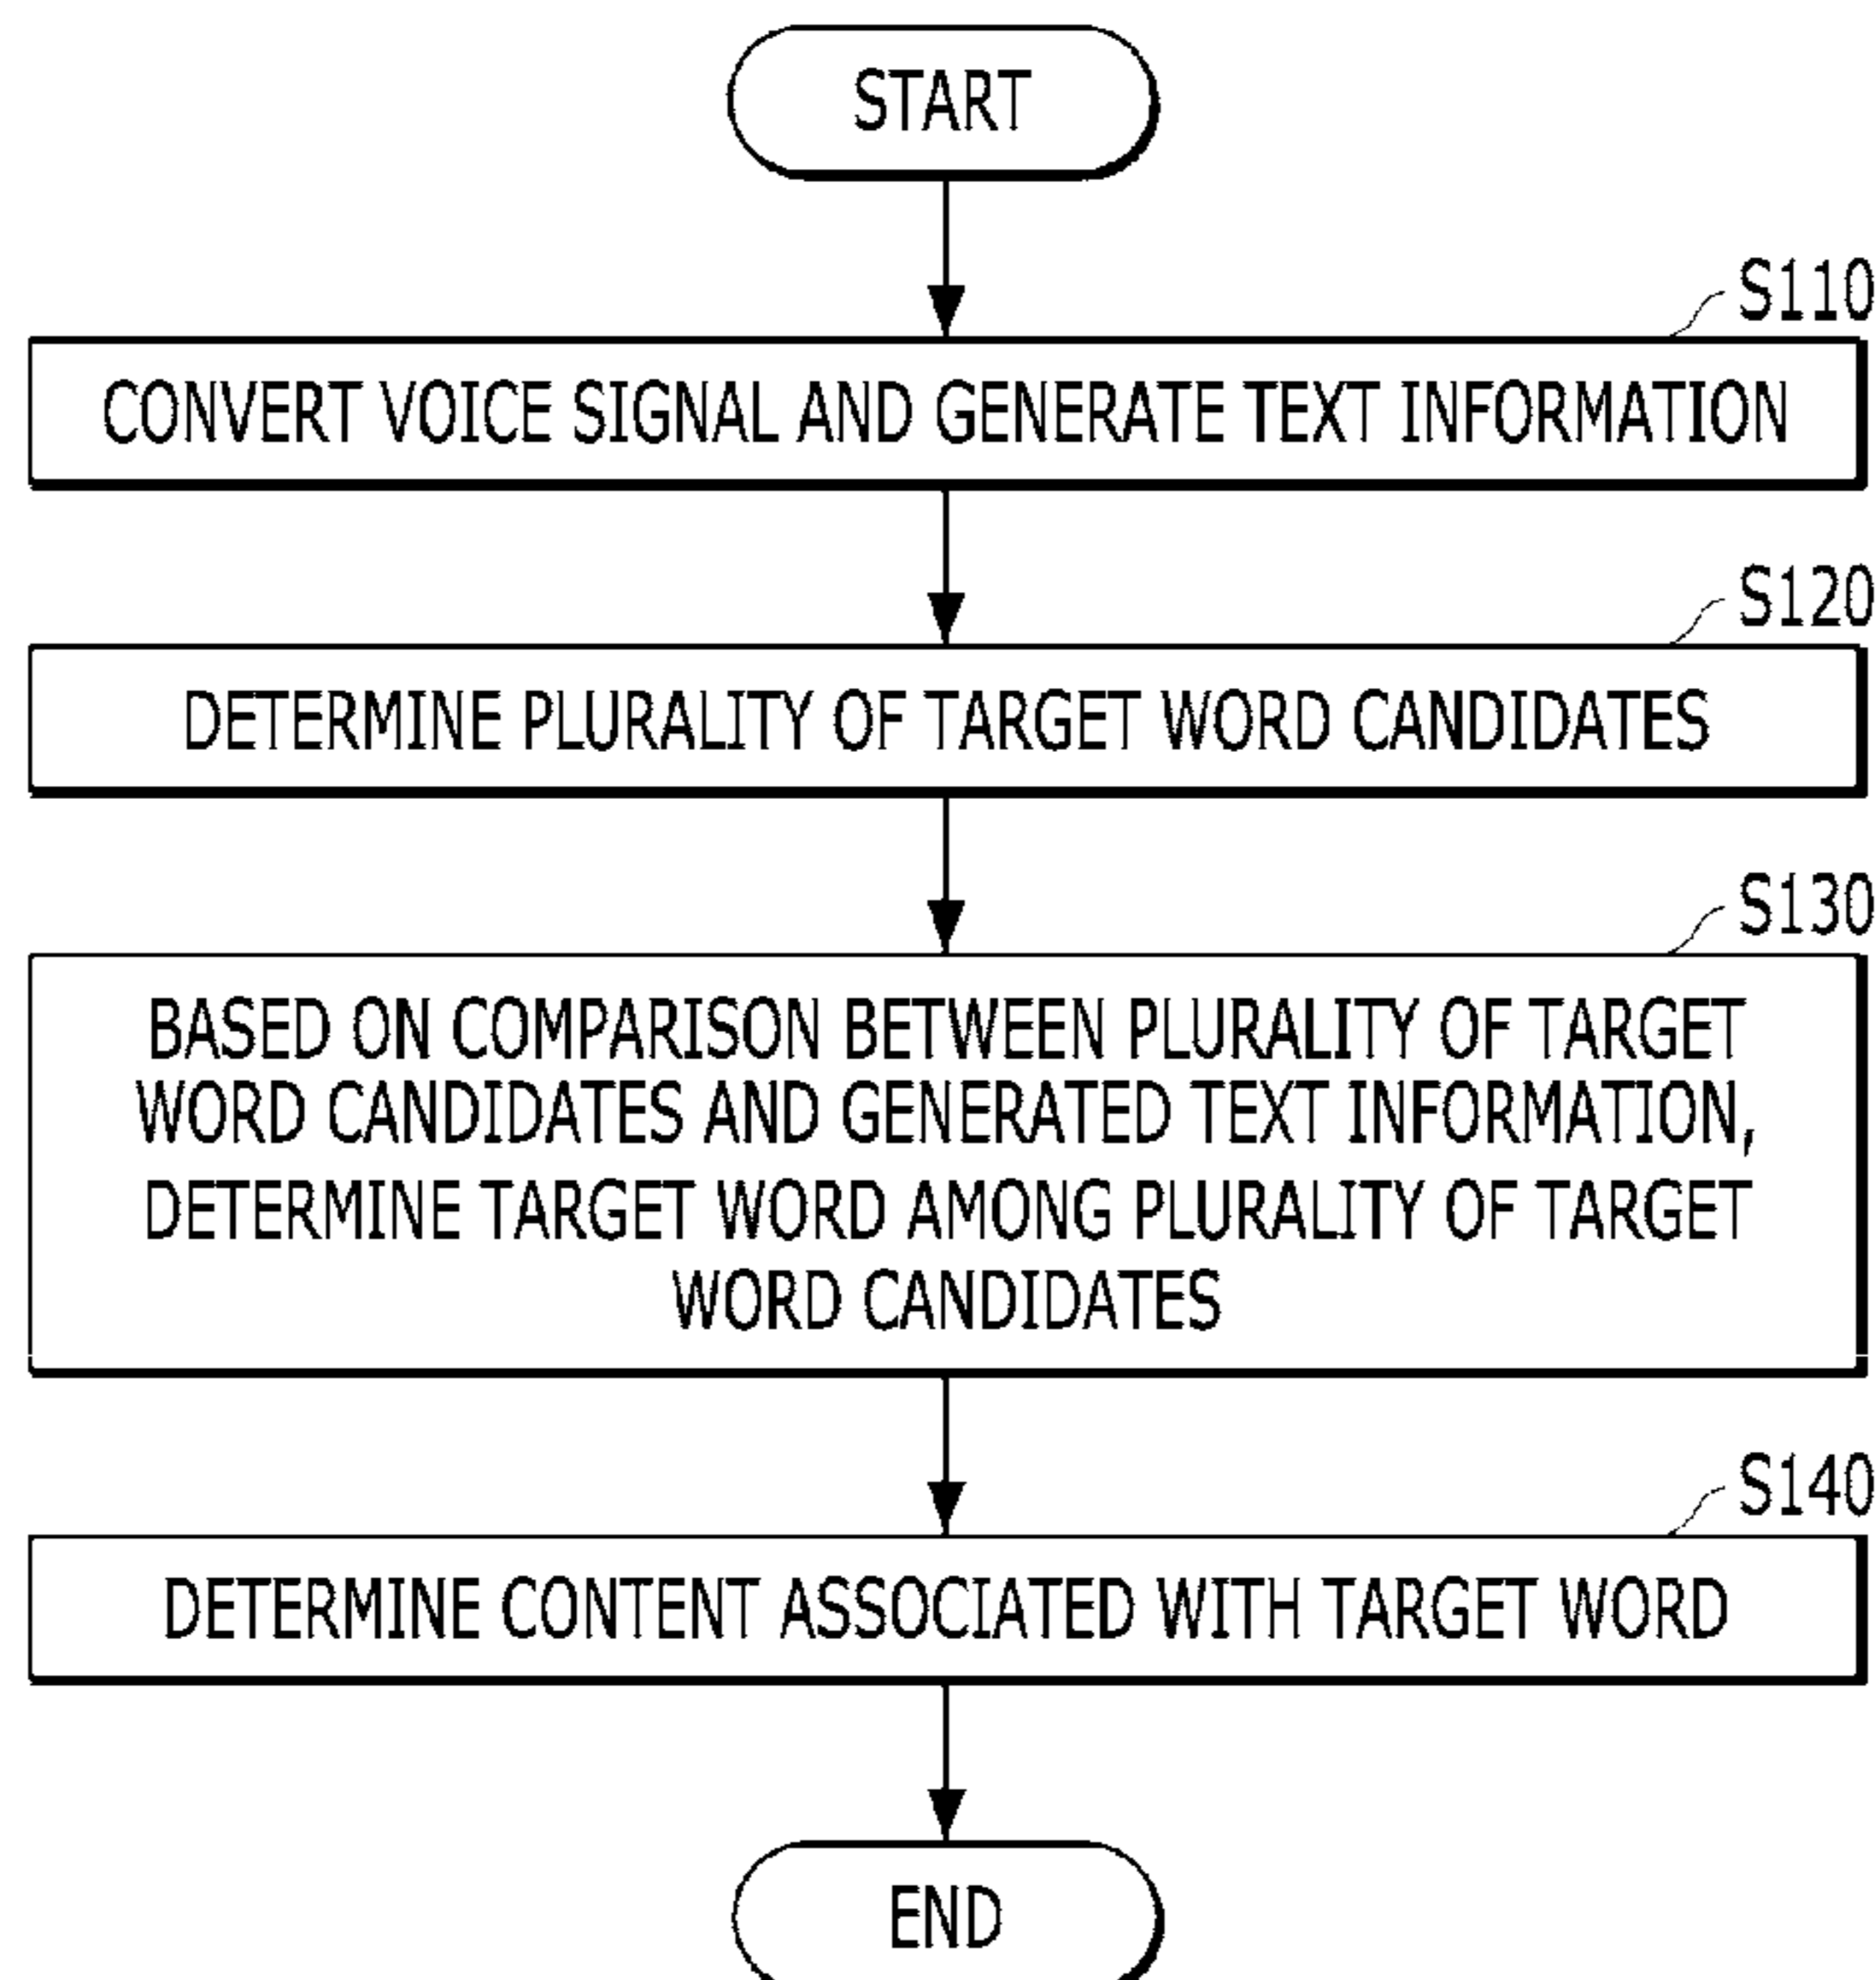 START
S110
CONVERT VOICE SIGNAL AND GENERATE TEXT INFORMATION
S120
DETERMINE PLURALITY OF TARGET WORD CANDIDATES
S130
BASED ON COMPARISON BETWEEN PLURALITY OF TARGET
WORD CANDIDATES AND GENERATED TEXT INFORMATION,
DETERMINE TARGET WORD AMONG PLURALITY OF TARGET
WORD CANDIDATES
S140
DETERMINE CONTENT ASSOCIATED WITH TARGET WORD
END